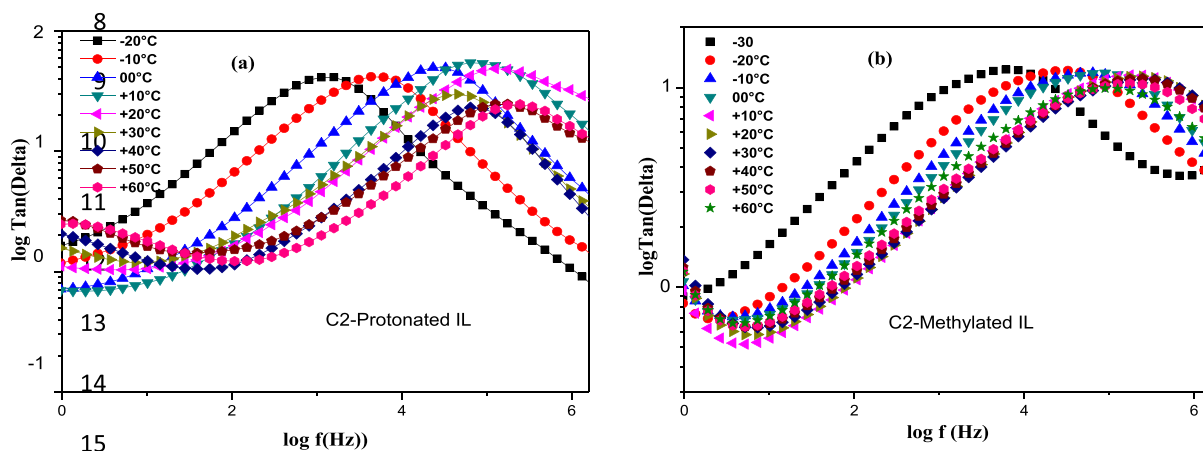 8
2
(a)
-20°C
-10°C
9
00°C
+10°C
+20°C
1
+30°C
10
+40°C
+50°C
+60°C
11
0
2
13
-1
14
15
log Tan(Delta)
C2-Protonated IL
0
2
4
6
log f(Hz))
(b)
-30
-20°C
-10°C
00°C
+10°C
+20°C
+30°C
+40°C
+50°C
+60°C
1
0
logTan(Delta)
C2-Methylated IL
0
2
4
6
log f (Hz)